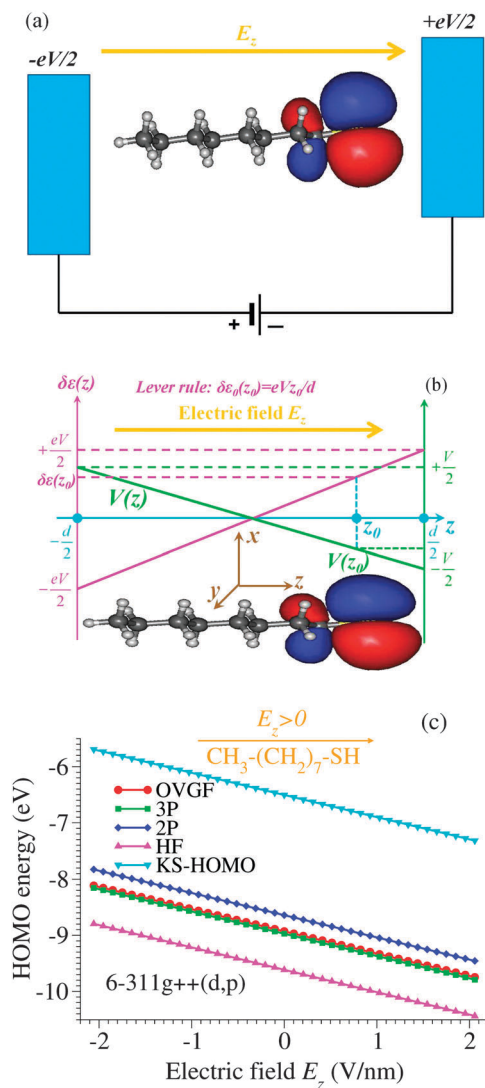 (a)
E_z
+eV/2
-eV/2
+ −
δε(z)
Lever rule: δε₀(z₀)=eVz₀/d
(b)
Electric field E_z
+eV/2
+V/2
δε(z₀)
V(z)
-d/2
z₀
d/2
z
x
V(z₀)
-V/2
-eV/2
y
z
(c)
E_z>0
CH₃-(CH₂)₇-SH
OVGF
3P
2P
HF
KS-HOMO
HOMO energy (eV)
-6
-7
-8
-9
-10
6-311g++(d,p)
-2 -1 0 1 2
Electric field E_z (V/nm)